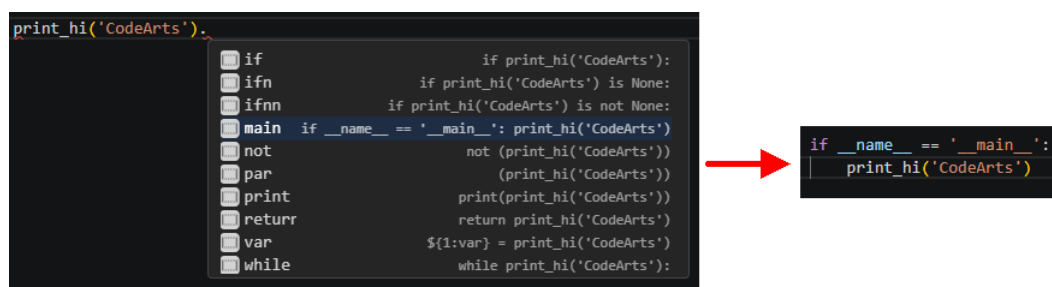 print_hi('CodeArts').
if if print_hi('CodeArts'):
ifn if print_hi('CodeArts') is None:
ifnn if print_hi('CodeArts') is not None:
main if __name__ == '__main__': print_hi('CodeArts')
not not (print_hi('CodeArts'))
par (print_hi('CodeArts'))
print print(print_hi('CodeArts'))
return return print_hi('CodeArts')
var ${1:var} = print_hi('CodeArts')
while while print_hi('CodeArts'):
if __name__ == '__main__':
print_hi('CodeArts')